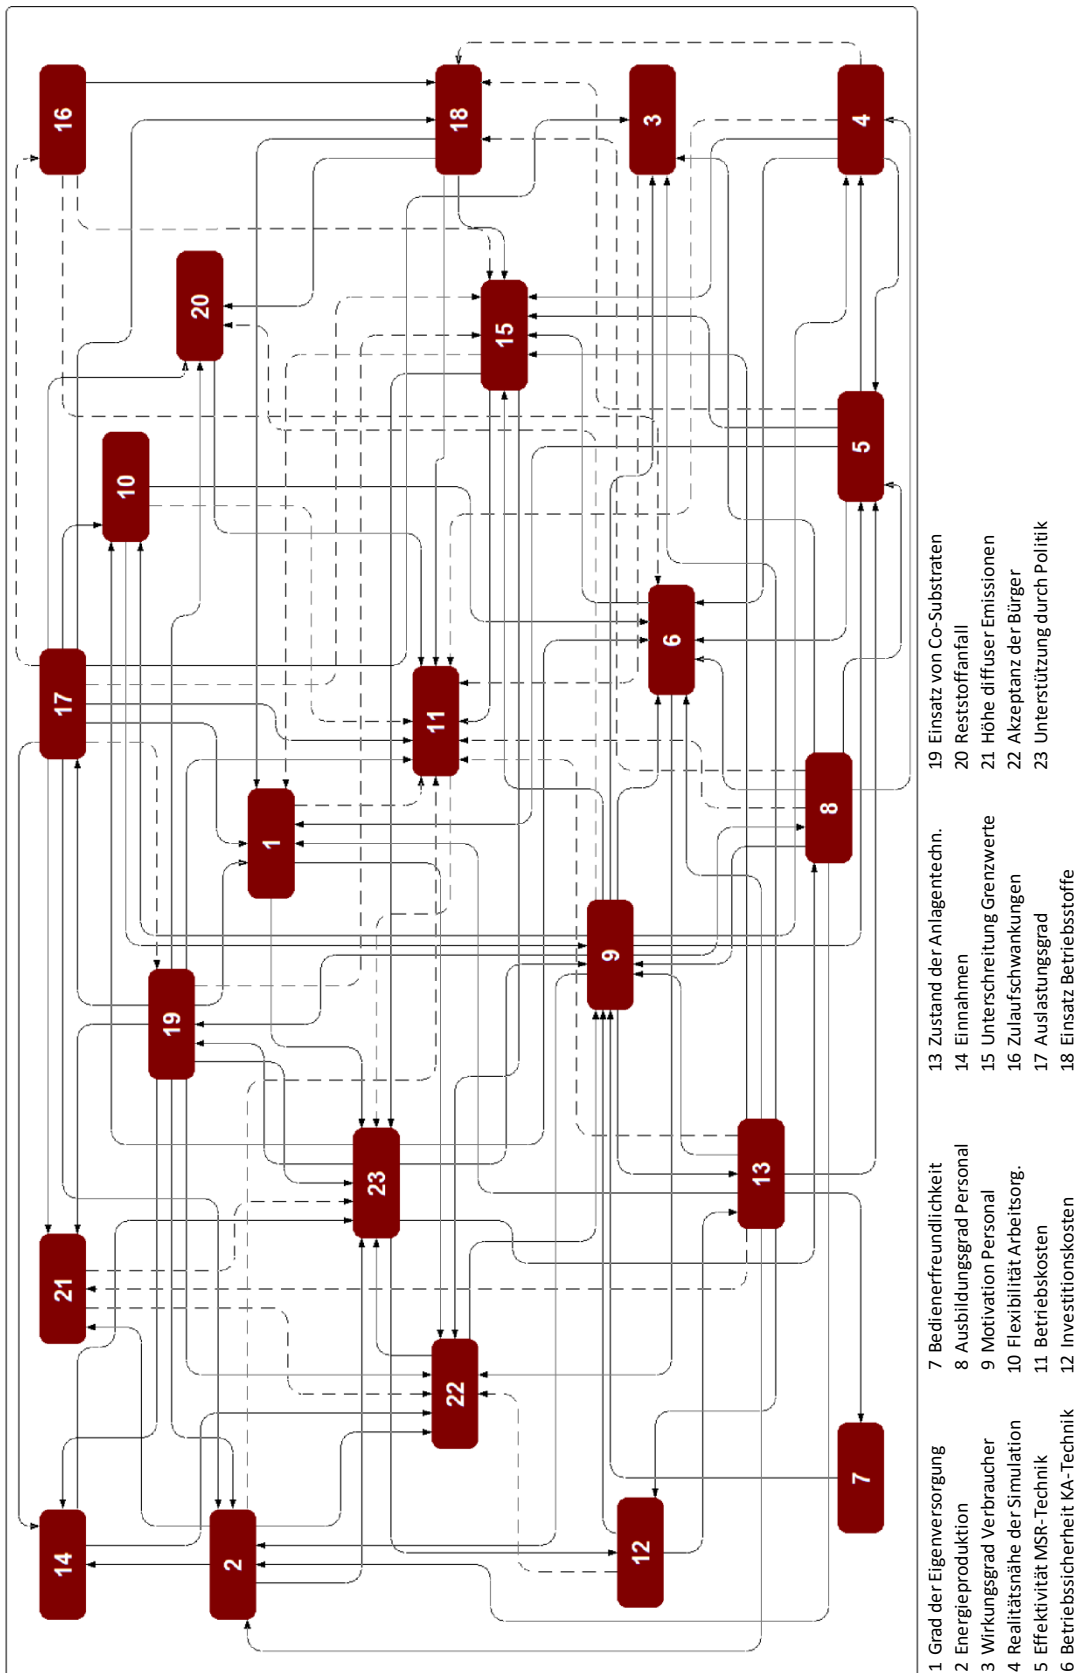 14
21
17
16
10
19
20
2
1
23
11
22
18
15
9
12
3
6
13
8
7
5
4
1 Grad der Eigenversorgung
2 Energieproduktion
3 Wirkungsgrad Verbraucher
4 Realitätsnähe der Simulation
5 Effektivität MSR-Technik
6 Betriebssicherheit KA-Technik
7 Bedienerfreundlichkeit
8 Ausbildungsgrad Personal
9 Motivation Personal
10 Flexibilität Arbeitsorg.
11 Betriebskosten
12 Investitionskosten
13 Zustand der Anlagentechn.
14 Einnahmen
15 Unterschreitung Grenzwerte
16 Zulaufschwankungen
17 Auslastungsgrad
18 Einsatz Betriebsstoffe
19 Einsatz von Co-Substraten
20 Reststoffanfall
21 Höhe diffuser Emissionen
22 Akzeptanz der Bürger
23 Unterstützung durch Politik